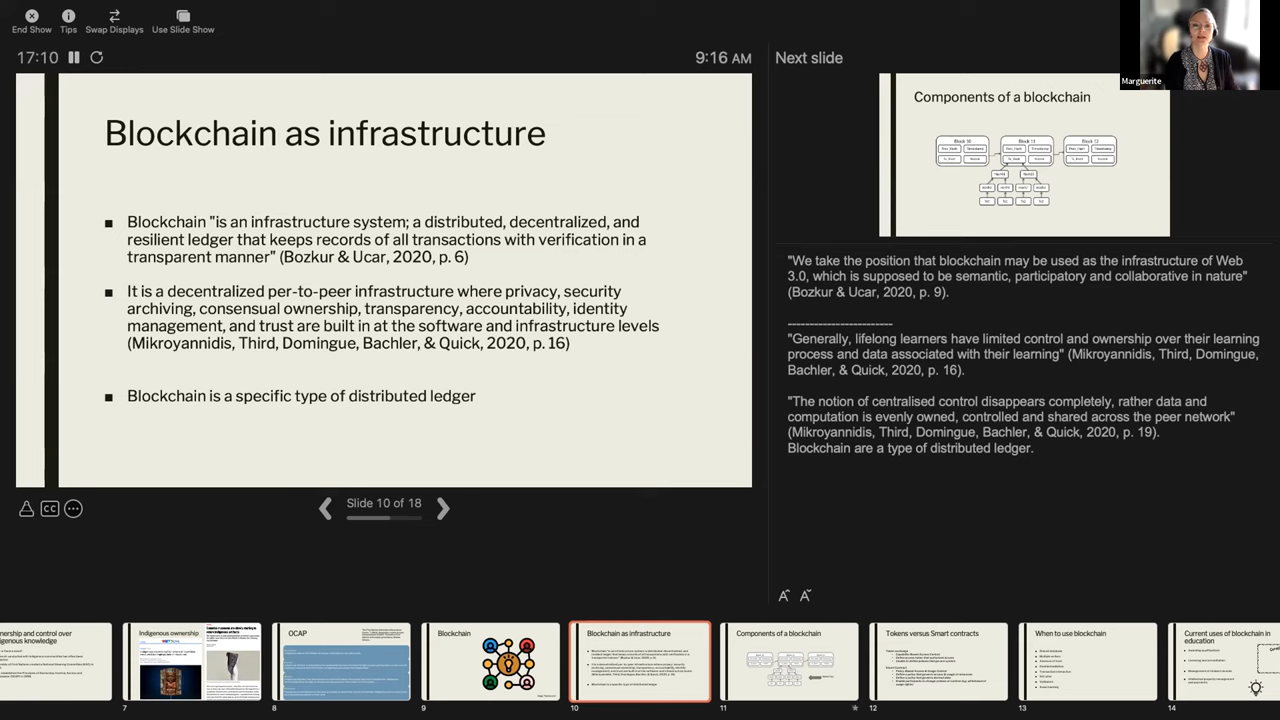 End Show Tips Swap Displays Use Slide Show
17:10
9:16 AM
Next slide
Marguerite
Blockchain as infrastructure
■ Blockchain "is an infrastructure system; a distributed, decentralized, and
resilient ledger that keeps records of all transactions with verification in a
transparent manner" (Bozkur & Ucar, 2020, p. 6)
■ It is a decentralized per-to-peer infrastructure where privacy, security
archiving, consensual ownership, transparency, accountability, identity
management, and trust are built in at the software and infrastructure levels
(Mikroyannidis, Third, Domingue, Bachler, & Quick, 2020, p. 16)
■ Blockchain is a specific type of distributed ledger
Components of a blockchain
Block 10 Block 11 Block 12
"We take the position that blockchain may be used as the infrastructure of Web
3.0, which is supposed to be semantic, participatory and collaborative in nature"
(Bozkur & Ucar, 2020, p. 9).
------------------------
"Generally, lifelong learners have limited control and ownership over their learning
process and data associated with their learning" (Mikroyannidis, Third, Domingue,
Bachler, & Quick, 2020, p. 16).
"The notion of centralised control disappears completely, rather data and
computation is evenly owned, controlled and shared across the peer network"
(Mikroyannidis, Third, Domingue, Bachler, & Quick, 2020, p. 19).
Blockchain are a type of distributed ledger.
CC
Slide 10 of 18
A A
Indigenous ownership
OCAP
Blockchain
Blockchain as infrastructure
Components of a blockchain
Tokens versus Smart contracts
When to use blockchain
Current uses of blockchain in
education
7 8 9 10 11 12 13 14